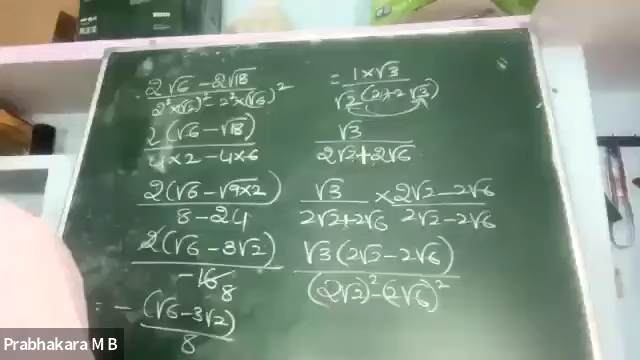 = 1×√3 / √2(2+2√3)
√3 / 2√2+2√6
√3 / 2√2+2√6 × 2√2-2√6 / 2√2-2√6
√3(2√2-2√6) / (2√2)²-(2√6)²
2√6-2√18 / 2²×(√2)² 2²×(√6)²
2(√6-√18) / 4×2-4×6
2(√6-√9×2) / 8-24
2(√6-3√2) / -16 8
= -(√6-3√2) / 8
Prabhakara M B